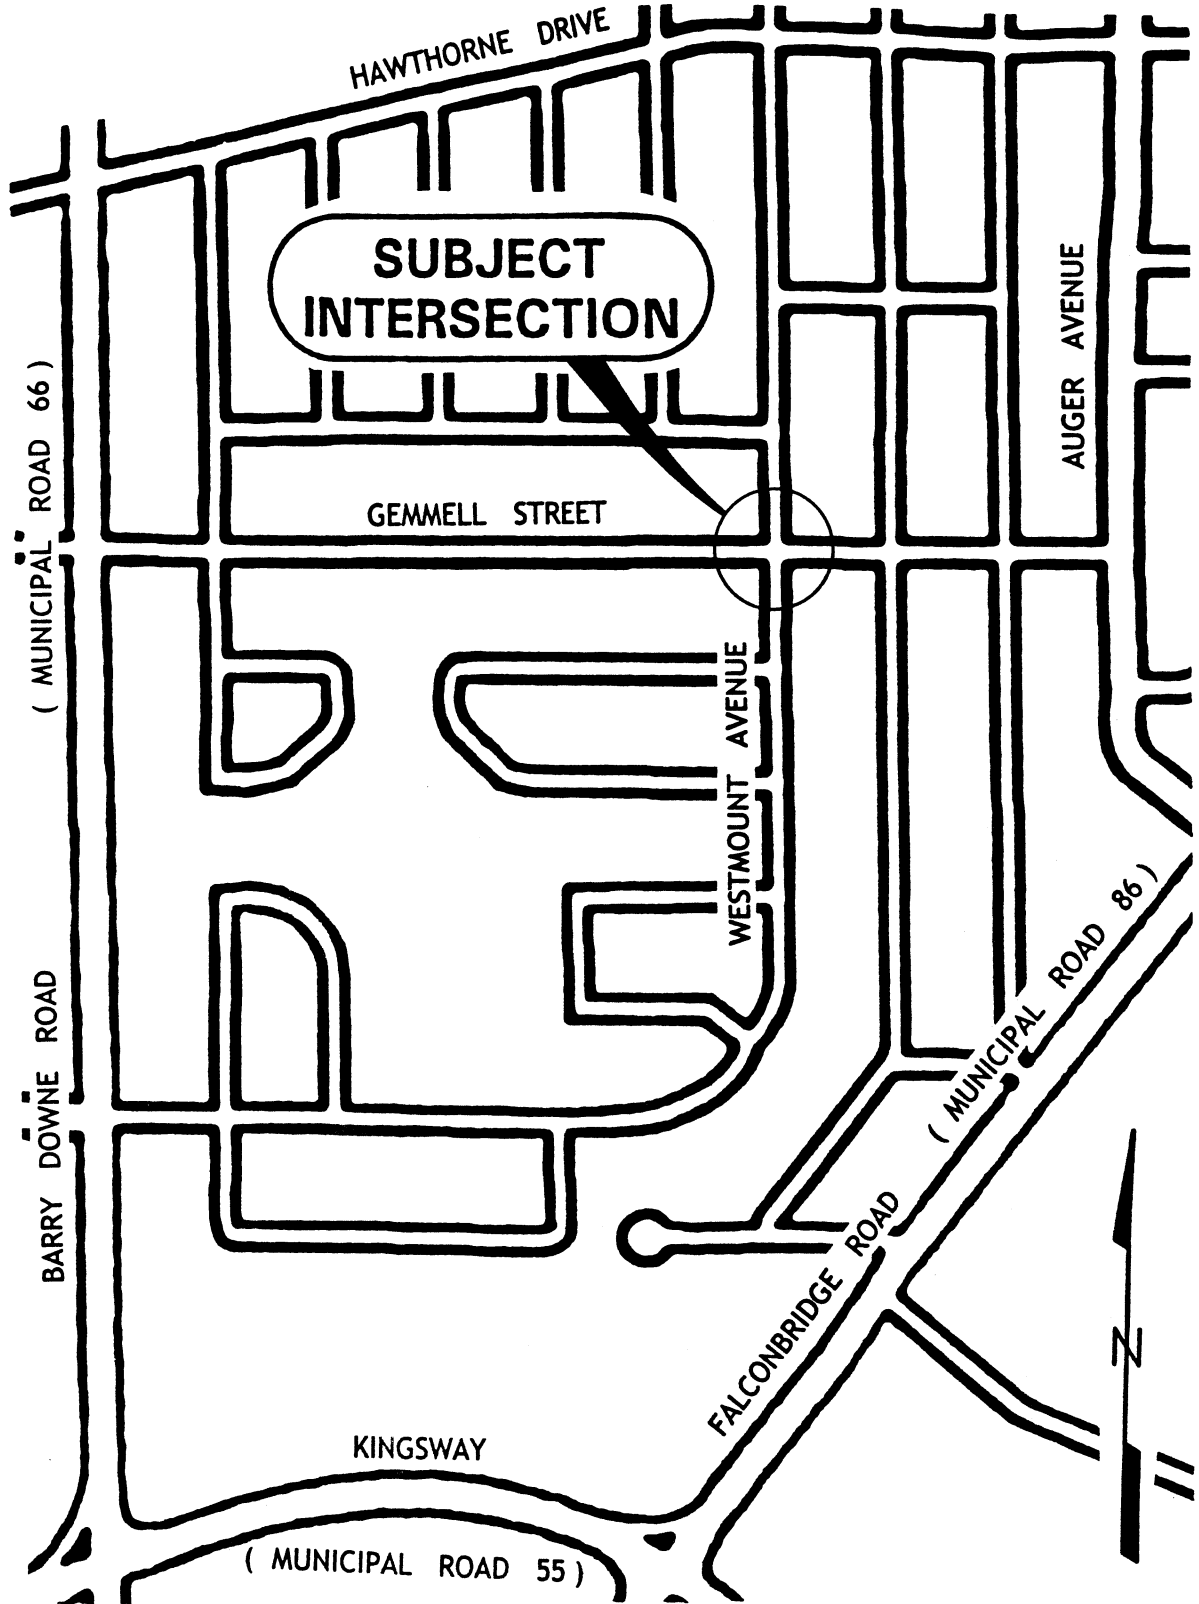 HAWTHORNE DRIVE
SUBJECT
INTERSECTION
AUGER AVENUE
( MUNICIPAL ROAD 66 )
GEMMELL STREET
WESTMOUNT AVENUE
( MUNICIPAL ROAD 86 )
BARRY DOWNE ROAD
FALCONBRIDGE ROAD
N
KINGSWAY
( MUNICIPAL ROAD 55 )